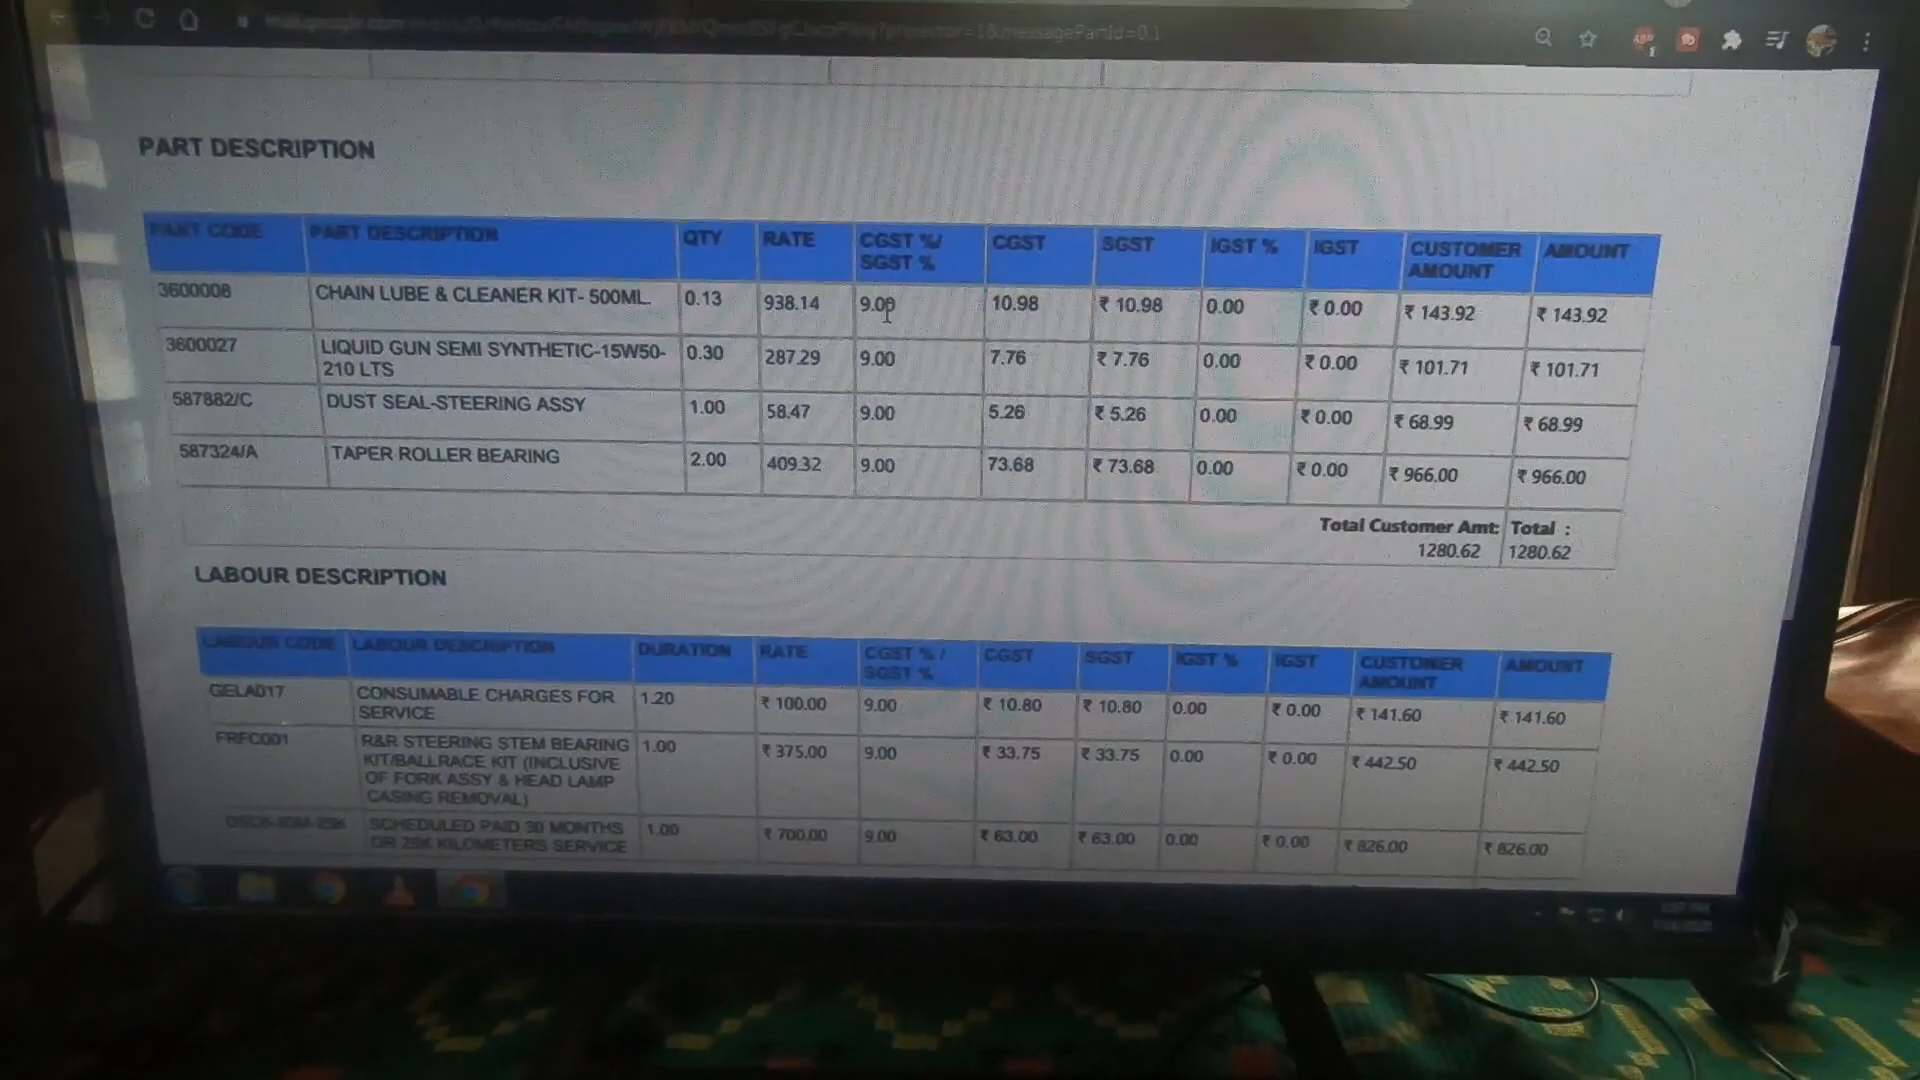 PART DESCRIPTION
PART CODE PART DESCRIPTION QTY RATE CGST %/ CGST SGST IGST % IGST CUSTOMER AMOUNT
SGST % AMOUNT
3600008 CHAIN LUBE & CLEANER KIT- 500ML. 0.13 938.14 9.00 10.98 ₹ 10.98 0.00 ₹ 0.00 ₹ 143.92 ₹ 143.92
3600027 LIQUID GUN SEMI SYNTHETIC-15W50- 0.30 287.29 9.00 7.76 ₹ 7.76 0.00 ₹ 0.00 ₹ 101.71 ₹ 101.71
210 LTS
587882/C DUST SEAL-STEERING ASSY 1.00 58.47 9.00 5.26 ₹ 5.26 0.00 ₹ 0.00 ₹ 68.99 ₹ 68.99
587324/A TAPER ROLLER BEARING 2.00 409.32 9.00 73.68 ₹ 73.68 0.00 ₹ 0.00 ₹ 966.00 ₹ 966.00
Total Customer Amt: Total :
1280.62 1280.62
LABOUR DESCRIPTION
LABOUR CODE LABOUR DESCRIPTION DURATION RATE CGST % / CGST SGST IGST % IGST CUSTOMER AMOUNT
SGST % AMOUNT
GELA017 CONSUMABLE CHARGES FOR 1.20 ₹ 100.00 9.00 ₹ 10.80 ₹ 10.80 0.00 ₹ 0.00 ₹ 141.60 ₹ 141.60
SERVICE
FRFC001 R&R STEERING STEM BEARING 1.00 ₹ 375.00 9.00 ₹ 33.75 ₹ 33.75 0.00 ₹ 0.00 ₹ 442.50 ₹ 442.50
KIT/BALLRACE KIT (INCLUSIVE
OF FORK ASSY & HEAD LAMP
CASING REMOVAL)
SCHEDULED PAID 30 MONTHS 1.00 ₹ 700.00 9.00 ₹ 63.00 ₹ 63.00 0.00 ₹ 0.00 ₹ 826.00 ₹ 826.00
OR 25K KILOMETERS SERVICE